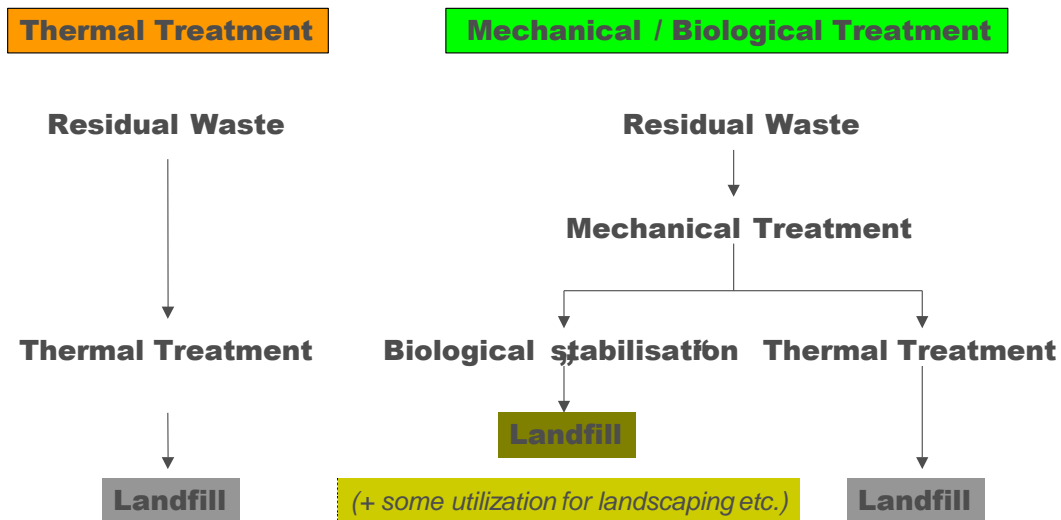 Thermal Treatment
Mechanical / Biological Treatment
Residual Waste
Residual Waste
Mechanical Treatment
Thermal Treatment
Biological „stabilisation“
Thermal Treatment
Landfill
Landfill
(+ some utilization for landscaping etc.)
Landfill